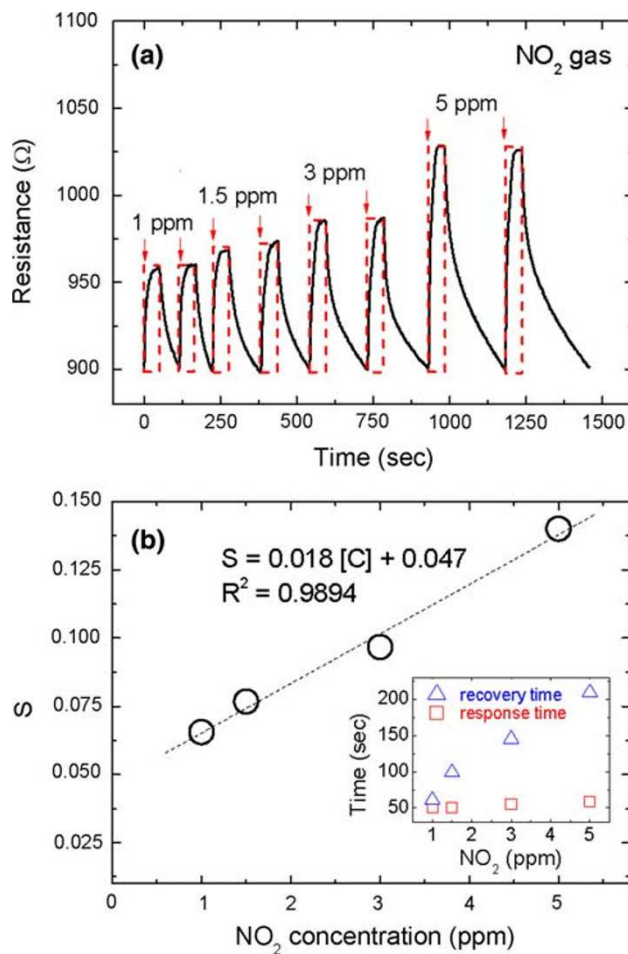 1100
(a)
NO₂ gas
1050
5 ppm
3 ppm
1.5 ppm
1000
1 ppm
950
900
Resistance (Ω)
0 250 500 750 1000 1250 1500
Time (sec)
0.150
(b)
S = 0.018 [C] + 0.047
R² = 0.9894
0.125
0.100
0.075
0.050
0.025
S
recovery time
response time
200
150
100
50
Time (sec)
1 2 3 4 5
NO₂ (ppm)
0 1 2 3 4 5 6
NO₂ concentration (ppm)